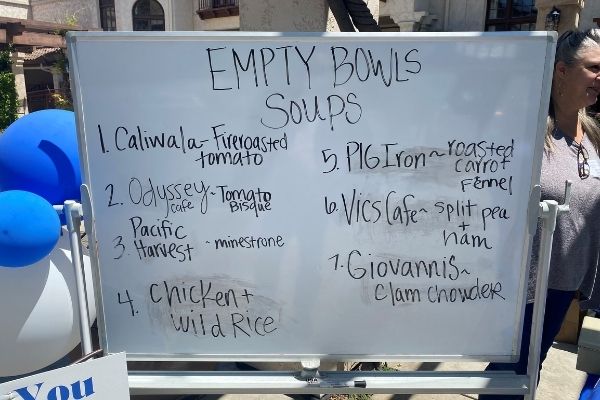 EMPTY BOWLS
SOUPS
1. Caliwala ~ Fireroasted
tomato
2. Odyssey ~ Tomato
cafe Bisque
3. Pacific
Harvest ~ minestrone
4. Chicken +
Wild Rice
5. PIG Iron ~ roasted
carrot
Fennel
6. Vics Cafe ~ split pea
+
ham
7. Giovannis ~
Clam Chowder
You